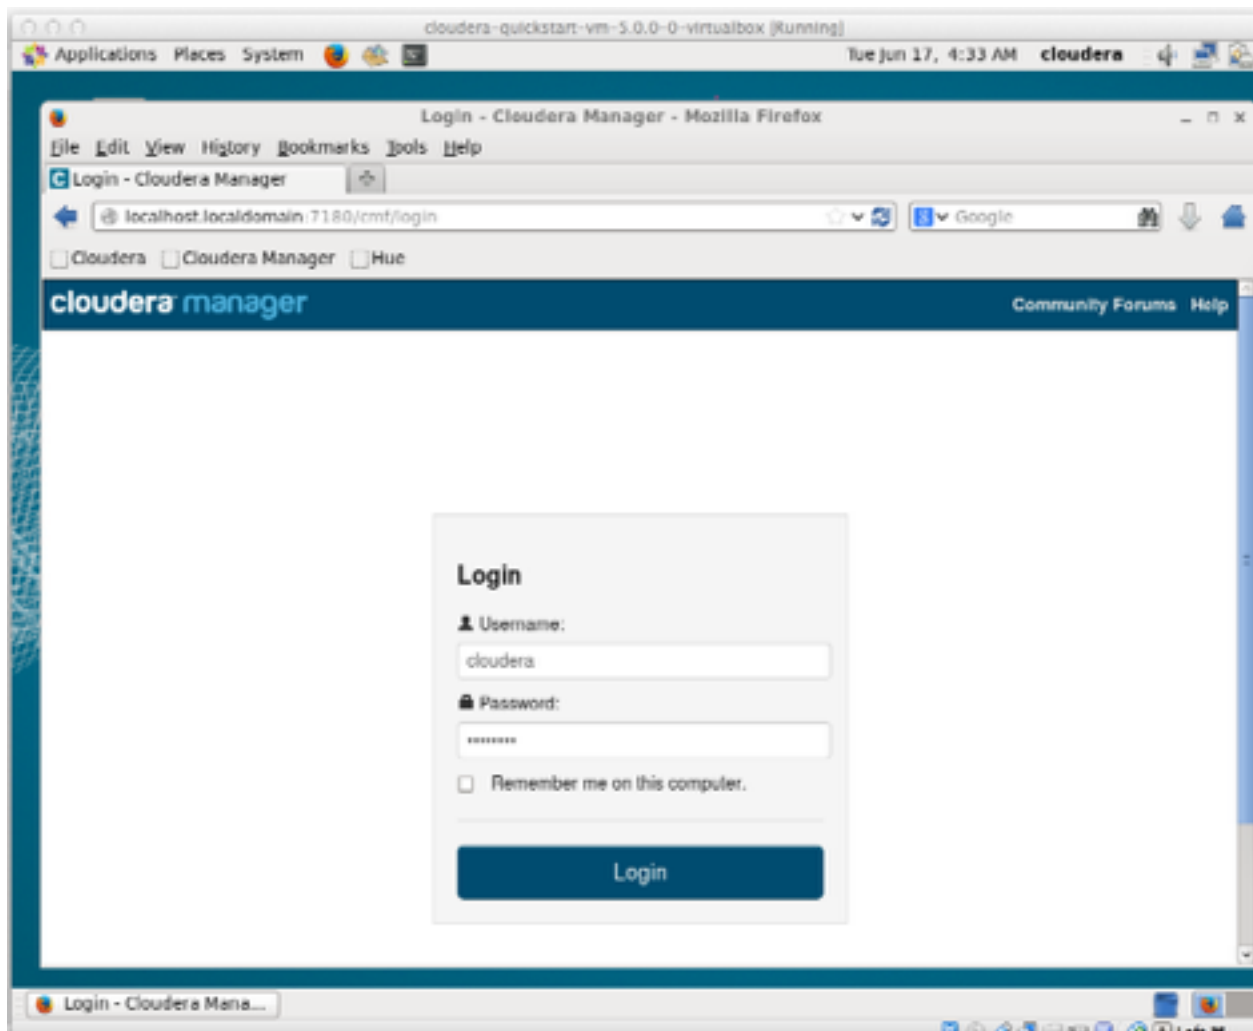 cloudera-quickstart-vm-5.0.0-0-virtualbox [Running]
Applications Places System Tue Jun 17, 4:33 AM cloudera
Login - Cloudera Manager - Mozilla Firefox
File Edit View History Bookmarks Tools Help
Login - Cloudera Manager
localhost.localdomain:7180/cmf/login Google
Cloudera Cloudera Manager Hue
cloudera manager Community Forums Help
Login
Username:
cloudera
Password:
••••••••
Remember me on this computer.
Login
Login - Cloudera Mana...
Left ⌘